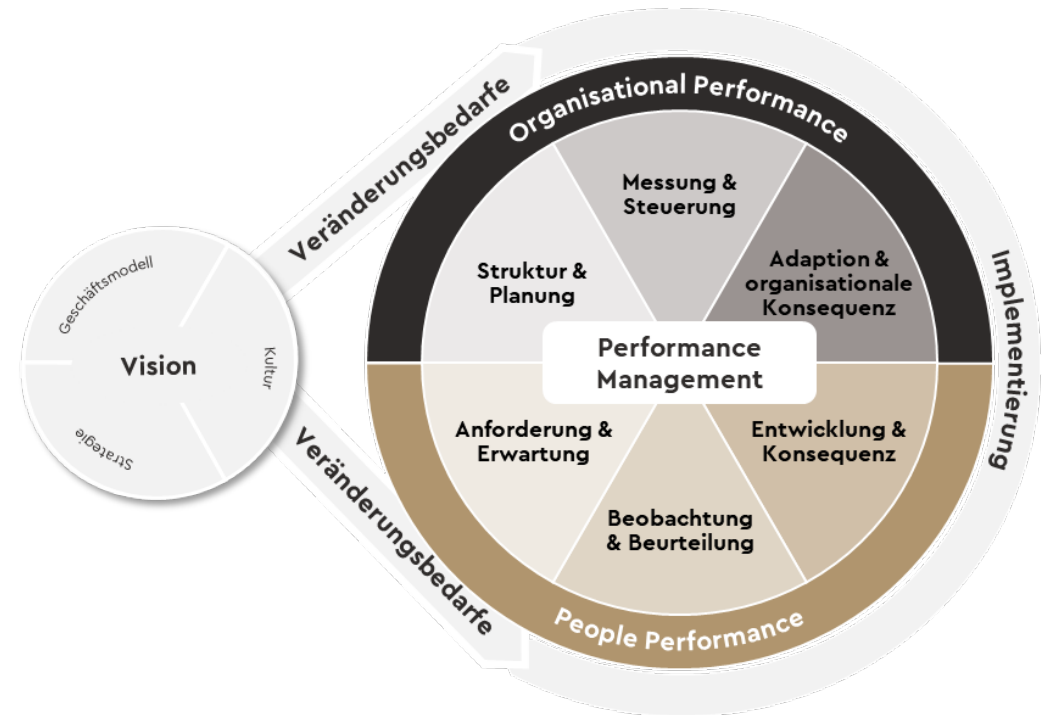 Geschäftsmodell
Vision
Kultur
Strategie
Veränderungsbedarfe
Veränderungsbedarfe
Organisational Performance
Messung &
Steuerung
Struktur &
Planung
Adaption &
organisationale
Konsequenz
Performance
Management
Anforderung &
Erwartung
Entwicklung &
Konsequenz
Beobachtung
& Beurteilung
People Performance
Implementierung